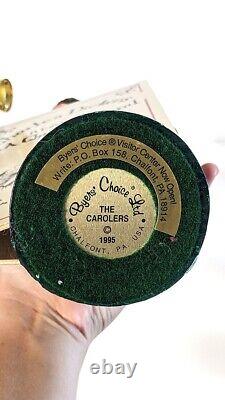 Byers' Choice ® Visitor Center Now Open!
Write: P.O. Box 158, Chalfont, PA 18914
Byers' Choice Ltd
®
THE
CAROLERS
©
1995
CHALFONT, PA. USA
ebay